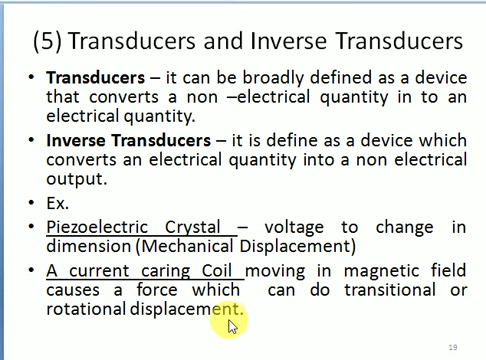 (5) Transducers and Inverse Transducers
• Transducers – it can be broadly defined as a device
that converts a non –electrical quantity in to an
electrical quantity.
• Inverse Transducers – it is define as a device which
converts an electrical quantity into a non electrical
output.
• Ex.
• Piezoelectric Crystal – voltage to change in
dimension (Mechanical Displacement)
• A current caring Coil moving in magnetic field
causes a force which can do transitional or
rotational displacement.
19